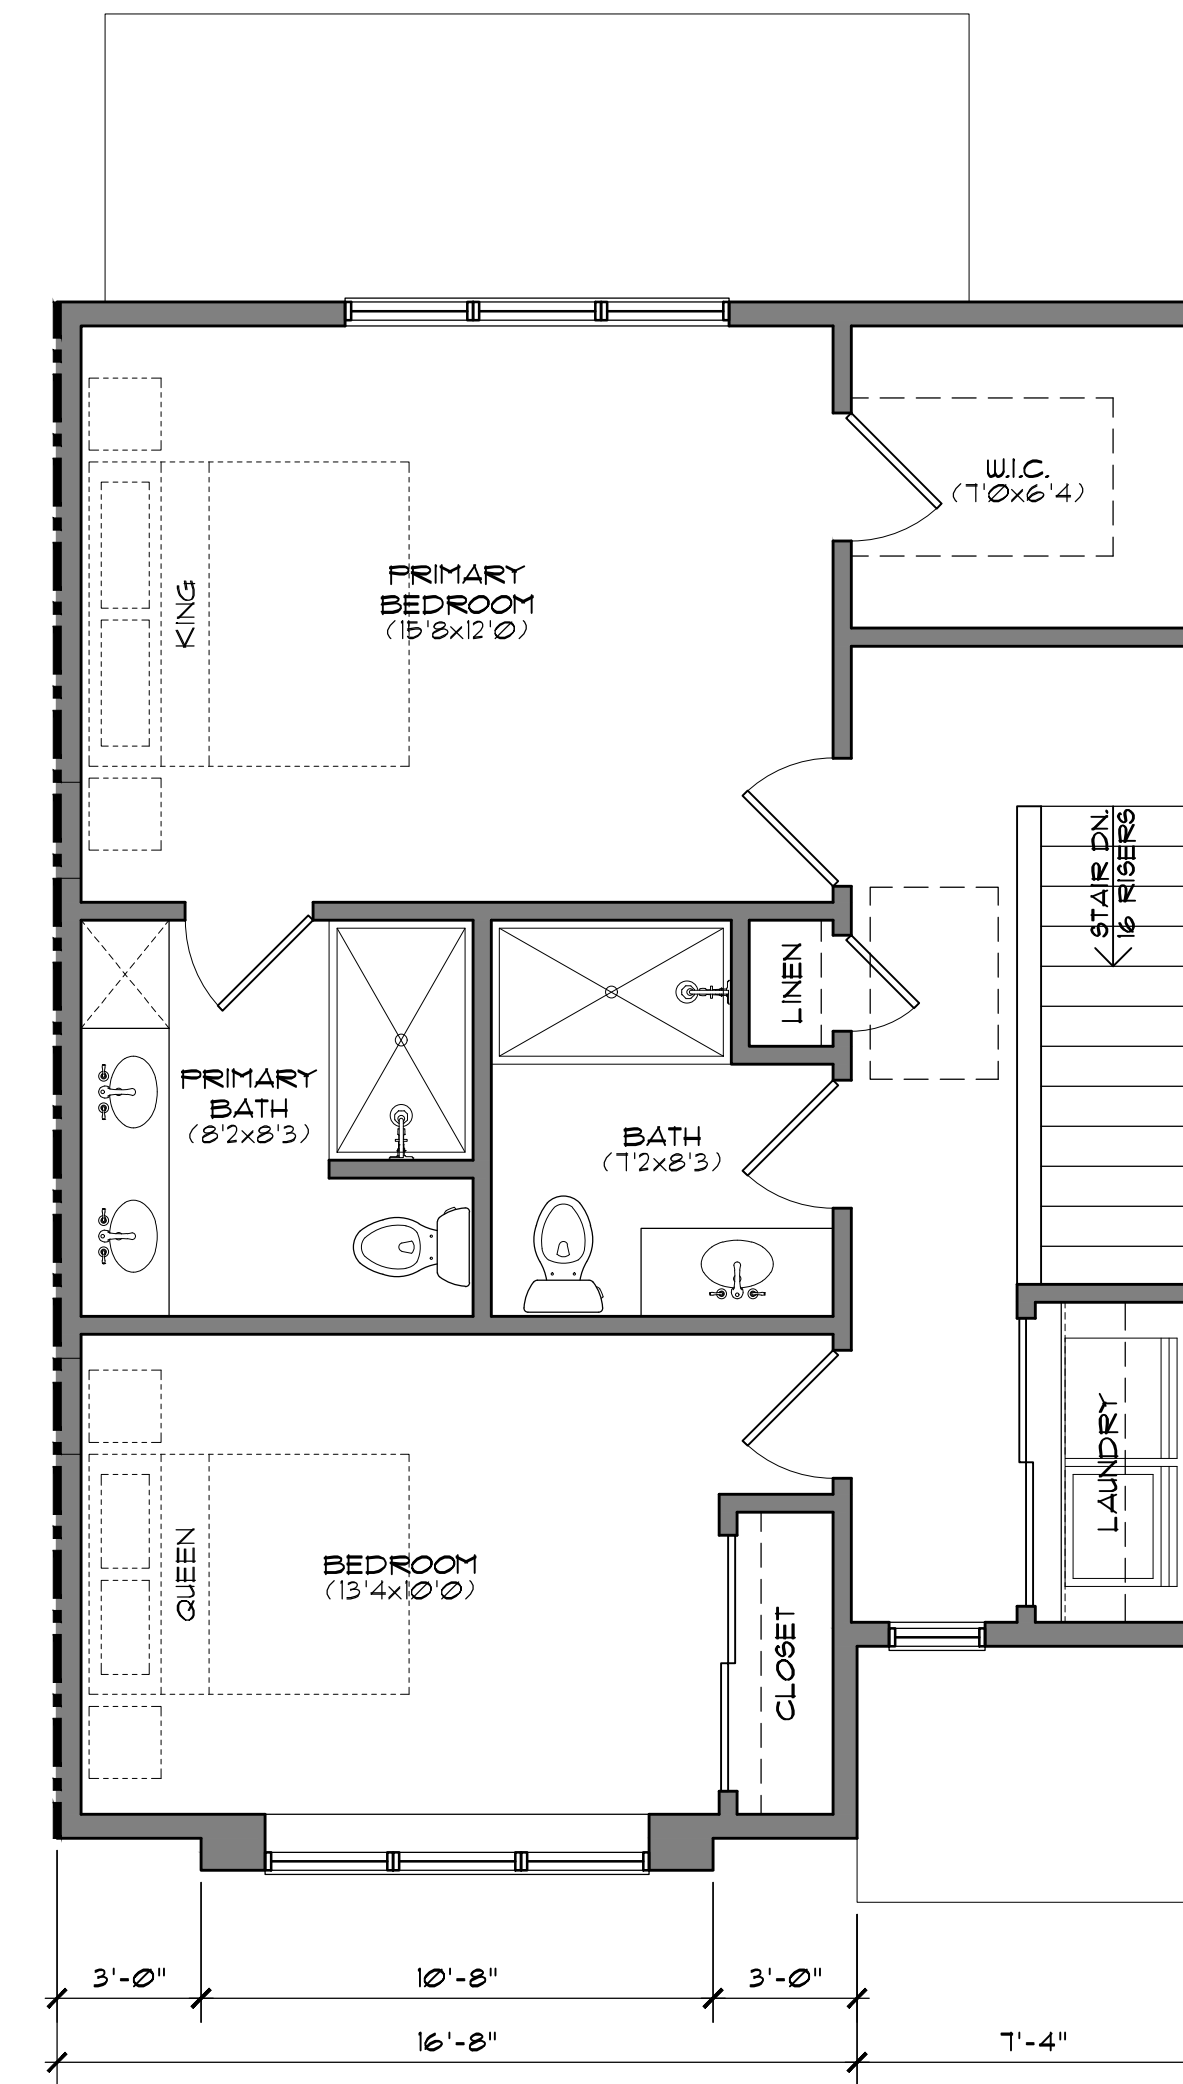 W.I.C.
(7'0x6'4)
PRIMARY
BEDROOM
(15'8x12'0)
KING
STAIR DN.
16 RISERS
LINEN
PRIMARY
BATH
(8'2x8'3)
BATH
(7'2x8'3)
LAUNDRY
QUEEN
BEDROOM
(13'4x10'0)
CLOSET
3'-0"
10'-8"
3'-0"
16'-8"
7'-4"